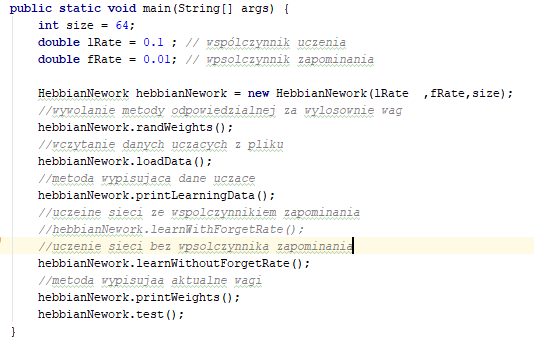 public static void main(String[] args) {
int size = 64;
double lRate = 0.1 ; // wspólczynnik uczenia
double fRate = 0.01; // wpsolczynnik zapominania
HebbianNework hebbianNework = new HebbianNework(lRate  ,fRate,size);
//wywolanie metody odpowiedzialnej za wylosownie wag
hebbianNework.randWeights();
//wczytanie danych uczacych z pliku
hebbianNework.loadData();
//metoda wypisujaca dane uczace
hebbianNework.printLearningData();
//uczeine sieci ze wspolczynnikiem zapominania
//hebbianNework.learnWithForgetRate();
//uczenie sieci bez wpsolczynnika zapominania
hebbianNework.learnWithoutForgetRate();
//metoda wypisujaa aktualne wagi
hebbianNework.printWeights();
hebbianNework.test();
}